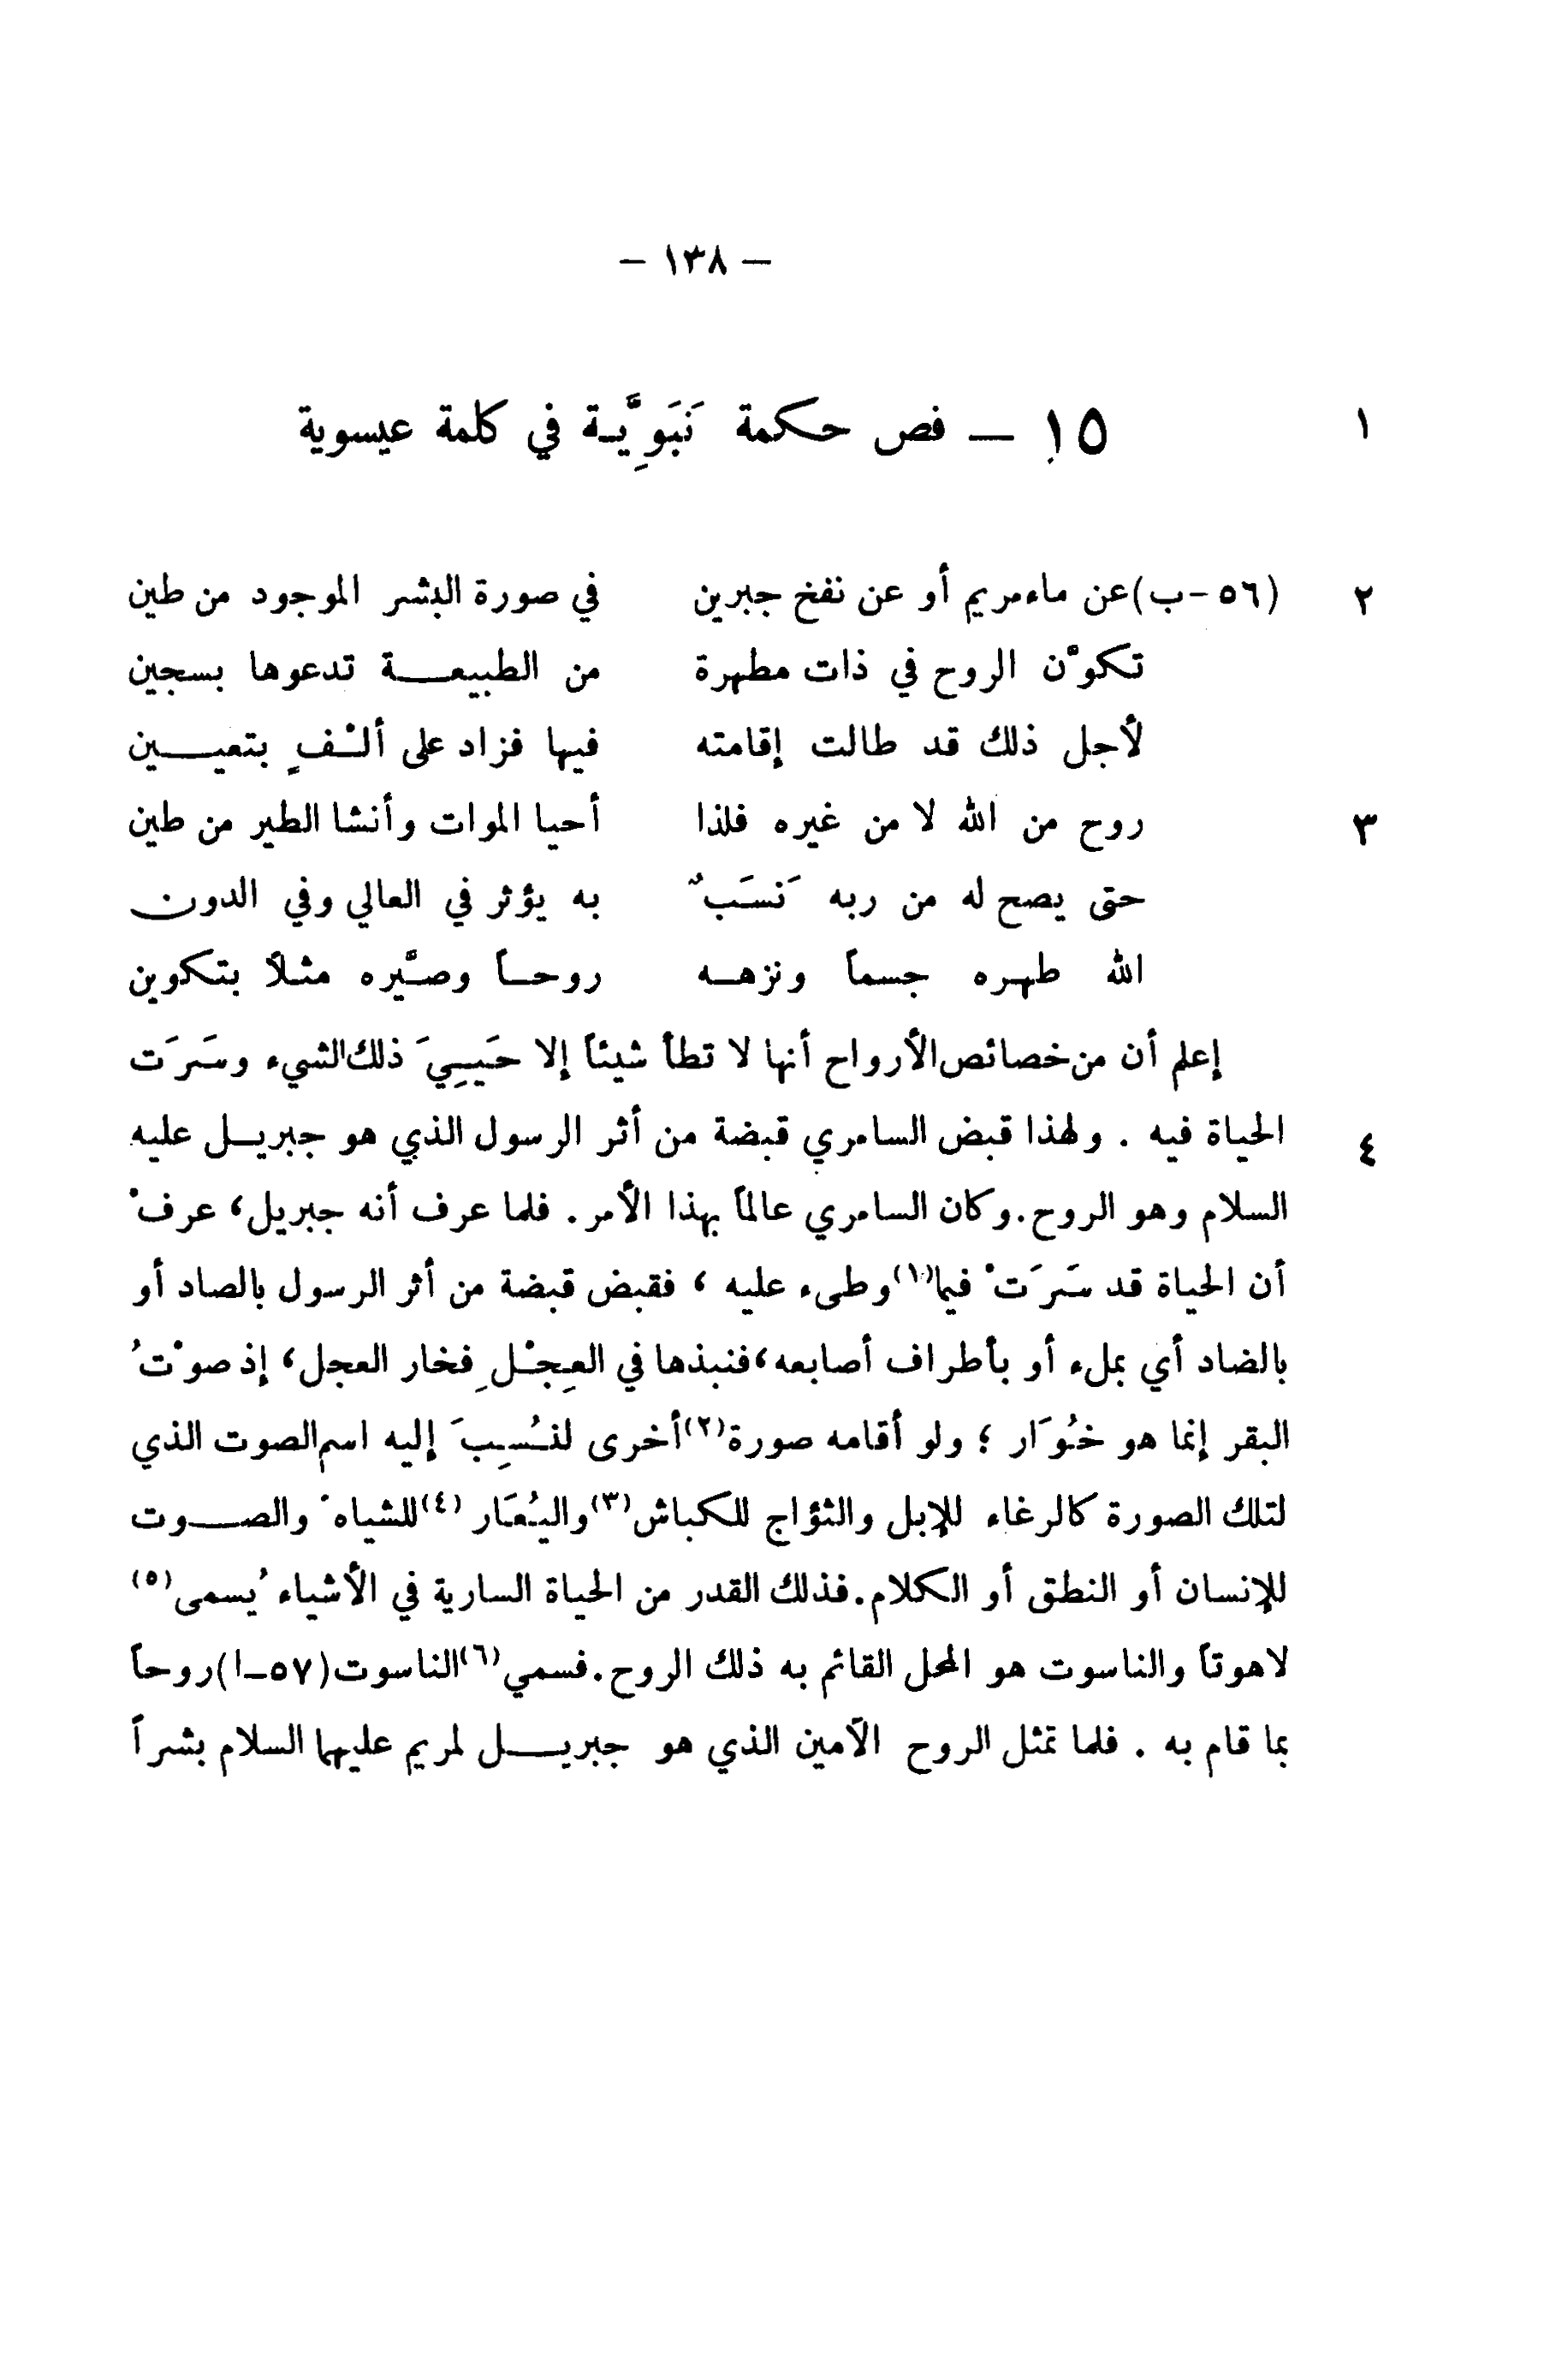 – ١٣٨ –
١ ١٥ – فص حكمة نَبَوِيَّة في كلمة عيسوية
٢ (٥٦-ب) عن ماء مريم أو عن نفخ جبرين في صورة البشر الموجود من طين
تكوَّن الروح في ذات مطهرة من الطبيعة تدعوها بسجين
لأجل ذلك قد طالت إقامته فيها فزاد على ألْفٍ بتعيين
٣ روح من الله لا من غيره فلذا أحيا الموات وأنشا الطير من طين
حتى يصح له من ربه نَسَبٌ به يؤثر في العالي وفي الدون
الله طهره جسماً ونزهه روحاً وصيَّره مثلاً بتكوين
إعلم أن من خصائص الأرواح أنها لا تطأ شيئاً إلا حَيِيَ ذلك الشيء وسَرَت
٤ الحياة فيه . ولهذا قبض السامري قبضة من أثر الرسول الذي هو جبريل عليه
السلام وهو الروح. وكان السامري عالماً بهذا الأمر. فلما عرف أنه جبريل، عرفْ
أن الحياة قد سَرَتْ فيما(١) وطىء عليه ، فقبض قبضة من أثر الرسول بالصاد أو
بالضاد أي بملء أو بأطراف أصابعه، فنبذها في العِجْلِ فخار العجل، إذ صوْتُ
البقر إنما هو خُوَار ؛ ولو أقامه صورة(٢) أخرى لنُسِبَ إليه اسم الصوت الذي
لتلك الصورة كالرغاء للإبل والثؤاج للكباش(٣) واليُعَار (٤) للشياه والصوت
للإنسان أو النطق أو الكلام. فذلك القدر من الحياة السارية في الأشياء يُسمى(٥)
لاهوتاً والناسوت هو المحل القائم به ذلك الروح. فسمي(٦) الناسوت (٥٧-ا) روحاً
بما قام به . فلما تمثل الروح الأمين الذي هو جبريل لمريم عليهما السلام بشراً